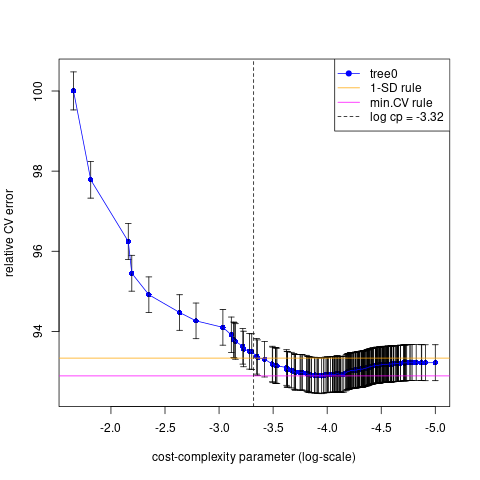 tree0
1-SD rule
min.CV rule
log cp = -3.32
100
98
96
94
relative CV error
-2.0 -2.5 -3.0 -3.5 -4.0 -4.5 -5.0
cost-complexity parameter (log-scale)